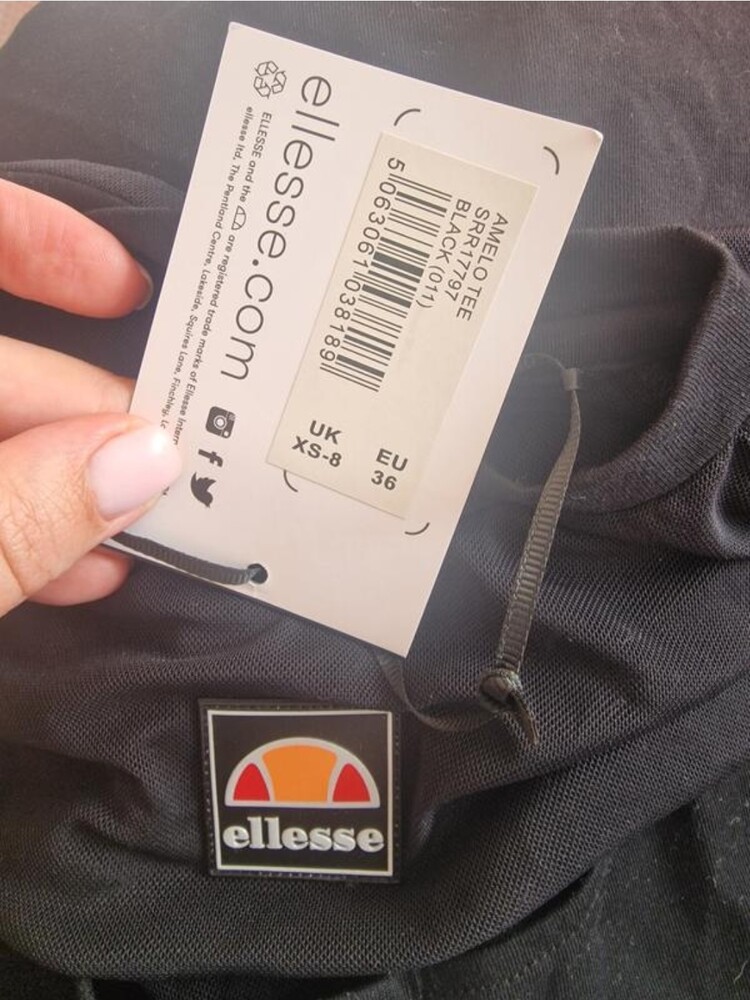 ellesse.com
ELLESSE and the are registered trade marks of Ellesse
ellesse ltd, The Pentland Centre, Lakeside, Squires Lane, Finchley,
AMELO TEE
SRR17797
BLACK (011)
5 063061 038189
UK
XS-8
EU
36
ellesse